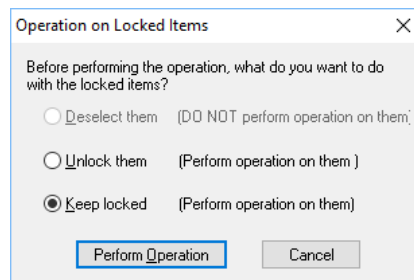 Operation on Locked Items
Before performing the operation, what do you want to do
with the locked items?
Deselect them (DO NOT perform operation on them)
Unlock them (Perform operation on them )
Keep locked (Perform operation on them)
Perform Operation Cancel